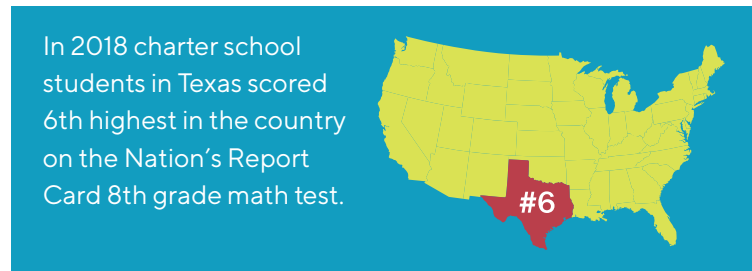 In 2018 charter school
students in Texas scored
6th highest in the country
on the Nation’s Report
Card 8th grade math test.
#6